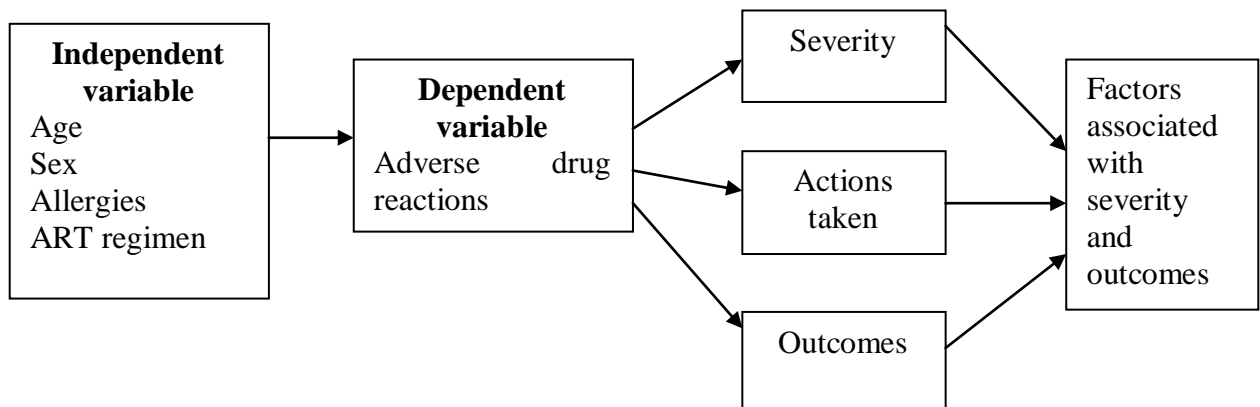 Independent
variable
Age
Sex
Allergies
ART regimen
Dependent
variable
Adverse drug
reactions
Severity
Actions
taken
Outcomes
Factors
associated
with
severity
and
outcomes